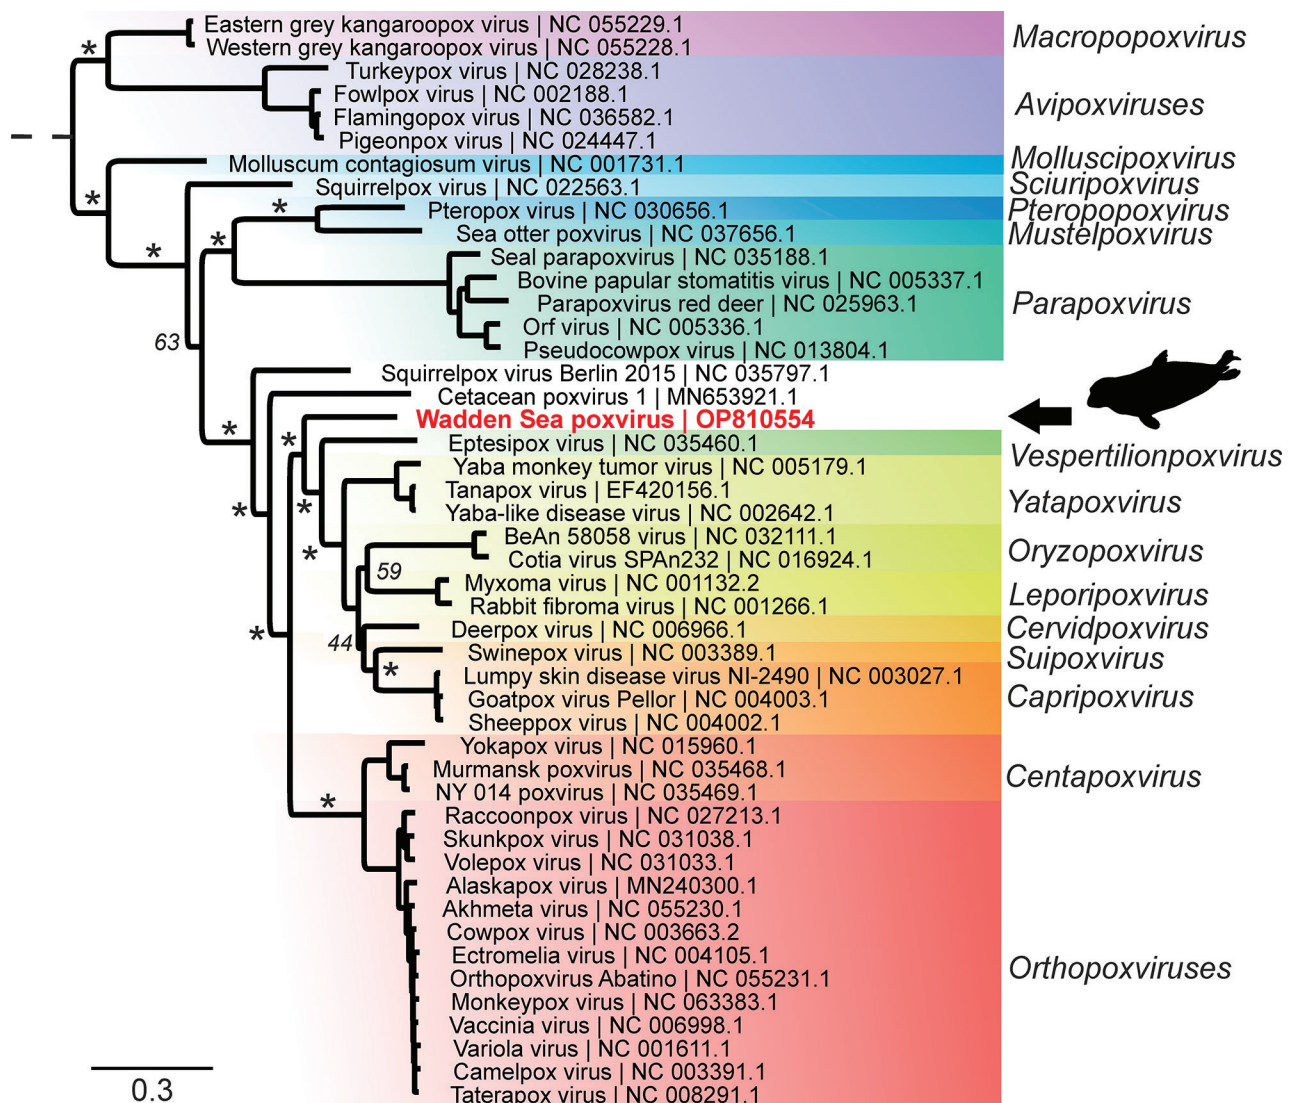 Eastern grey kangaroopox virus | NC 055229.1
Western grey kangaroopox virus | NC 055228.1
Macropopoxvirus
Turkeypox virus | NC 028238.1
Fowlpox virus | NC 002188.1
Avipoxviruses
Flamingopox virus | NC 036582.1
Pigeonpox virus | NC 024447.1
Molluscum contagiosum virus | NC 001731.1
Molluscipoxvirus
Squirrelpox virus | NC 022563.1
Sciuripoxvirus
Pteropox virus | NC 030656.1
Pteropopoxvirus
Sea otter poxvirus | NC 037656.1
Mustelpoxvirus
Seal parapoxvirus | NC 035188.1
Bovine papular stomatitis virus | NC 005337.1
Parapoxvirus red deer | NC 025963.1
Parapoxvirus
Orf virus | NC 005336.1
Pseudocowpox virus | NC 013804.1
63
Squirrelpox virus Berlin 2015 | NC 035797.1
Cetacean poxvirus 1 | MN653921.1
Wadden Sea poxvirus | OP810554
Eptesipox virus | NC 035460.1
Vespertilionpoxvirus
Yaba monkey tumor virus | NC 005179.1
Tanapox virus | EF420156.1
Yatapoxvirus
Yaba-like disease virus | NC 002642.1
BeAn 58058 virus | NC 032111.1
Oryzopoxvirus
Cotia virus SPAn232 | NC 016924.1
59
Myxoma virus | NC 001132.2
Leporipoxvirus
Rabbit fibroma virus | NC 001266.1
Deerpox virus | NC 006966.1
Cervidpoxvirus
44
Swinepox virus | NC 003389.1
Suipoxvirus
Lumpy skin disease virus NI-2490 | NC 003027.1
Goatpox virus Pellor | NC 004003.1
Capripoxvirus
Sheeppox virus | NC 004002.1
Yokapox virus | NC 015960.1
Murmansk poxvirus | NC 035468.1
Centapoxvirus
NY 014 poxvirus | NC 035469.1
Raccoonpox virus | NC 027213.1
Skunkpox virus | NC 031038.1
Volepox virus | NC 031033.1
Alaskapox virus | MN240300.1
Akhmeta virus | NC 055230.1
Cowpox virus | NC 003663.2
Ectromelia virus | NC 004105.1
Orthopoxviruses
Orthopoxvirus Abatino | NC 055231.1
Monkeypox virus | NC 063383.1
Vaccinia virus | NC 006998.1
Variola virus | NC 001611.1
Camelpox virus | NC 003391.1
Taterapox virus | NC 008291.1
0.3